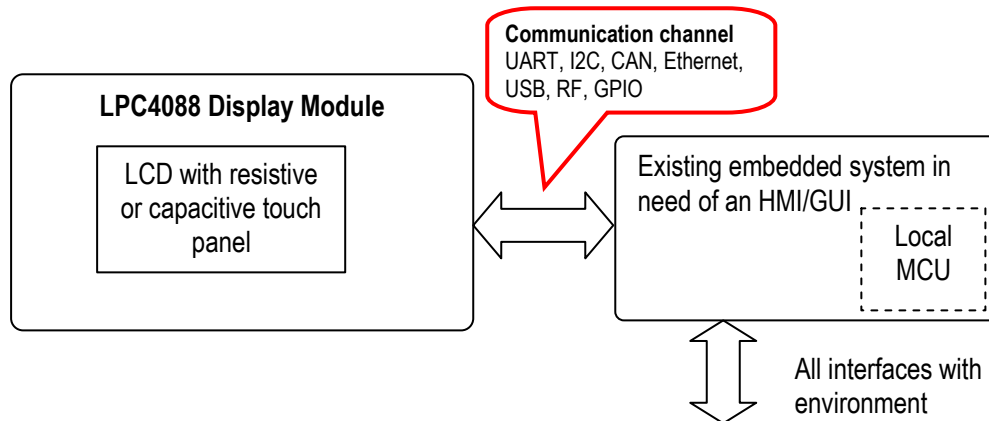 Communication channel
UART, I2C, CAN, Ethernet,
USB, RF, GPIO
LPC4088 Display Module
LCD with resistive
or capacitive touch
panel
Existing embedded system in
need of an HMI/GUI
Local
MCU
All interfaces with
environment